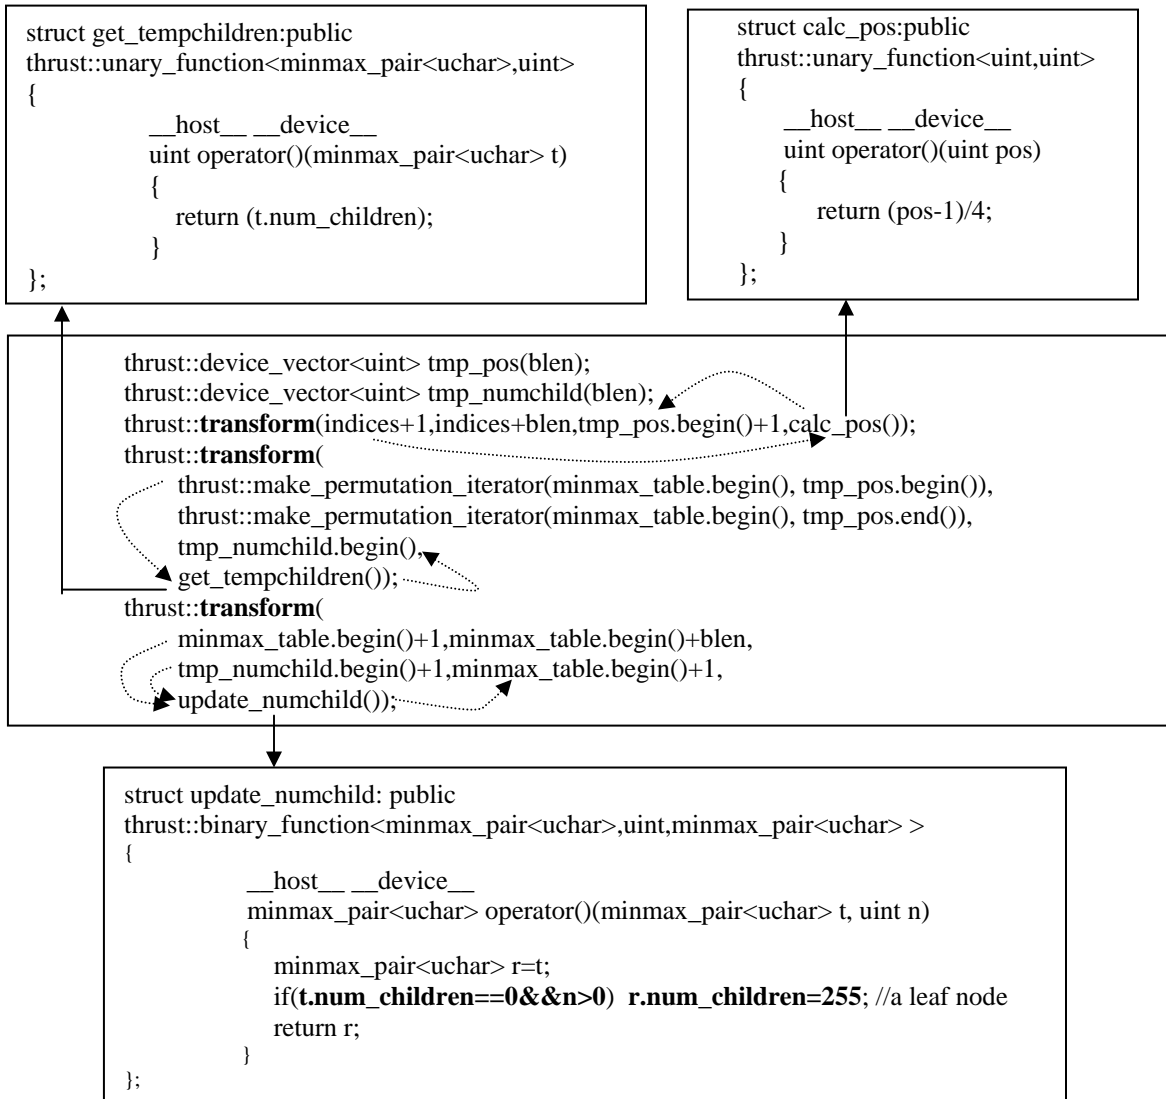 struct get_tempchildren:public
thrust::unary_function<minmax_pair<uchar>,uint>
{
__host__ __device__
uint operator()(minmax_pair<uchar> t)
{
return (t.num_children);
}
};
struct calc_pos:public
thrust::unary_function<uint,uint>
{
__host__ __device__
uint operator()(uint pos)
{
return (pos-1)/4;
}
};
thrust::device_vector<uint> tmp_pos(blen);
thrust::device_vector<uint> tmp_numchild(blen);
thrust::transform(indices+1,indices+blen,tmp_pos.begin()+1,calc_pos());
thrust::transform(
thrust::make_permutation_iterator(minmax_table.begin(), tmp_pos.begin()),
thrust::make_permutation_iterator(minmax_table.begin(), tmp_pos.end()),
tmp_numchild.begin(),
get_tempchildren());
thrust::transform(
minmax_table.begin()+1,minmax_table.begin()+blen,
tmp_numchild.begin()+1,minmax_table.begin()+1,
update_numchild());
struct update_numchild: public
thrust::binary_function<minmax_pair<uchar>,uint,minmax_pair<uchar> >
{
__host__ __device__
minmax_pair<uchar> operator()(minmax_pair<uchar> t, uint n)
{
minmax_pair<uchar> r=t;
if(t.num_children==0&&n>0) r.num_children=255; //a leaf node
return r;
}
};